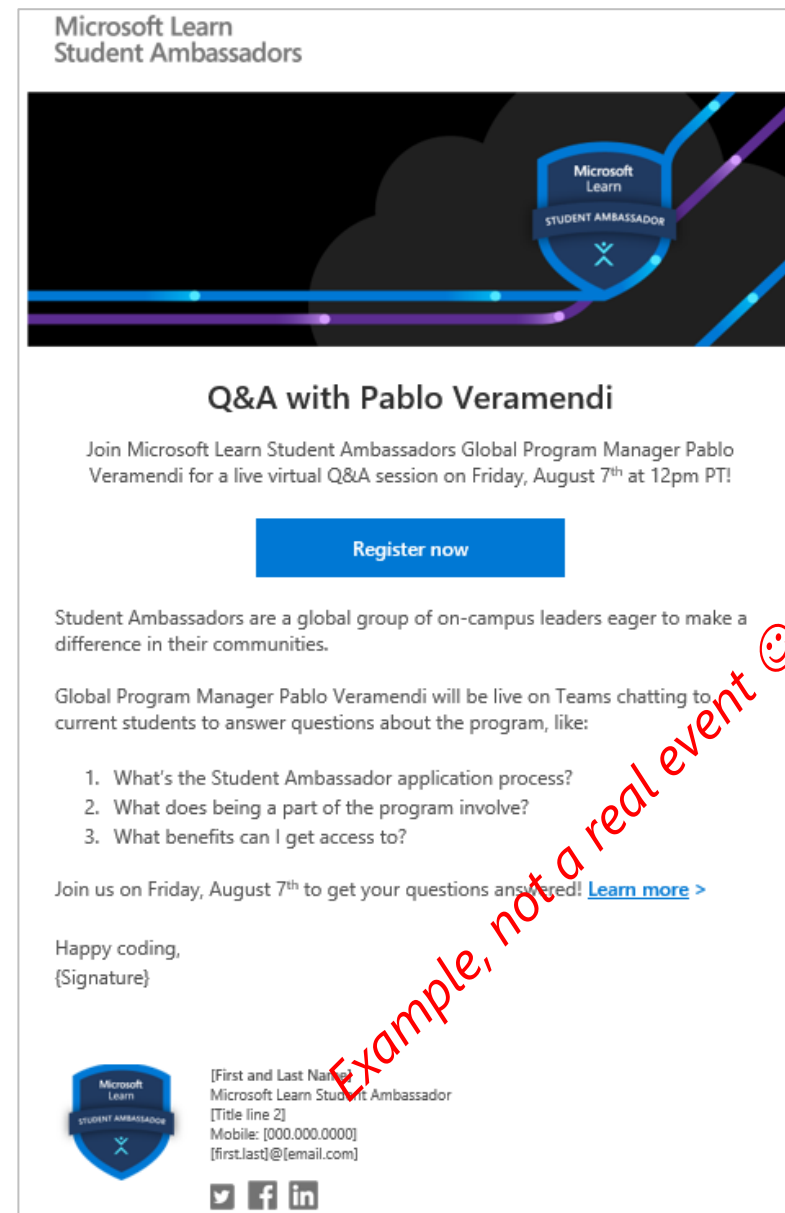 Microsoft Learn
Student Ambassadors
Microsoft
Learn
STUDENT AMBASSADOR
Q&A with Pablo Veramendi
Join Microsoft Learn Student Ambassadors Global Program Manager Pablo
Veramendi for a live virtual Q&A session on Friday, August 7th at 12pm PT!
Register now
Student Ambassadors are a global group of on-campus leaders eager to make a
difference in their communities.
Global Program Manager Pablo Veramendi will be live on Teams chatting to
current students to answer questions about the program, like:
1. What's the Student Ambassador application process?
2. What does being a part of the program involve?
3. What benefits can I get access to?
Join us on Friday, August 7th to get your questions answered! Learn more >
Example, not a real event ☺
Happy coding,
{Signature}
Microsoft
Learn
STUDENT AMBASSADOR
[First and Last Name]
Microsoft Learn Student Ambassador
[Title line 2]
Mobile: [000.000.0000]
[first.last]@[email.com]